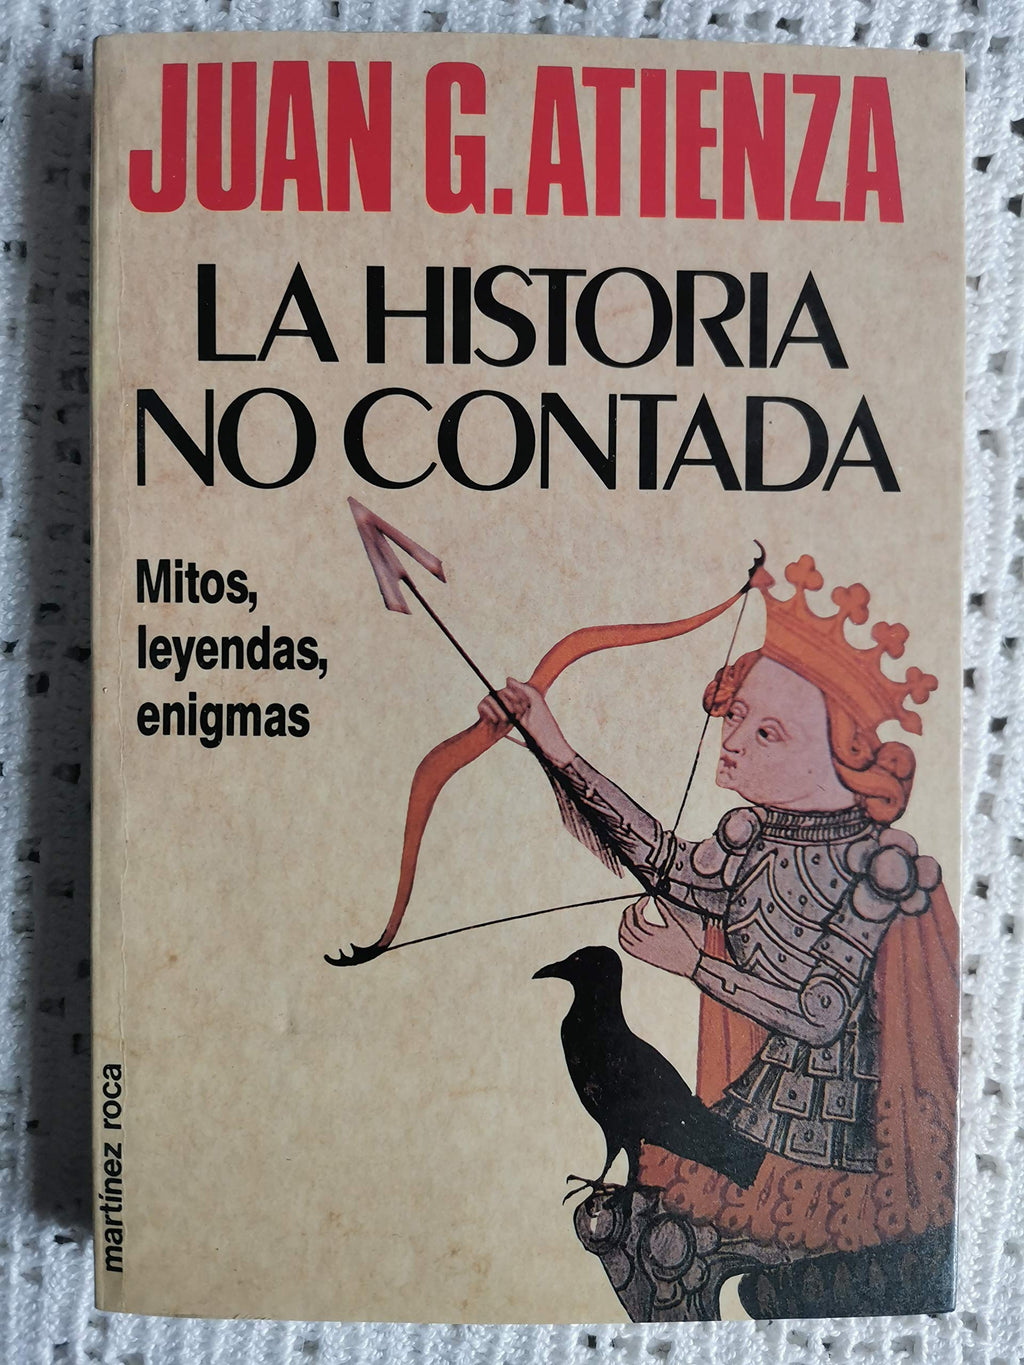 JUAN G. ATIENZA
LA HISTORIA
NO CONTADA
Mitos,
leyendas,
enigmas
martínez roca